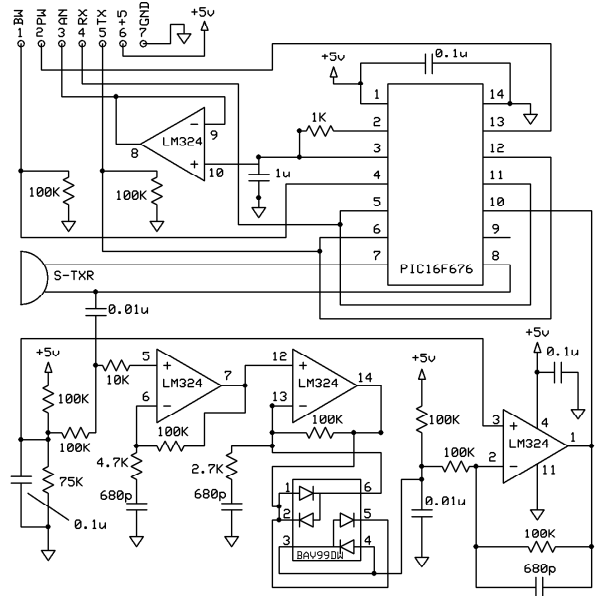 BW PW AN RX TX +5 GND
1 2 3 4 5 6 7
+5v
+5v
0.1u
1 14
1K
2 13
LM324
9
8
10
3 12
1u
100K
100K
4 11
5 10
6 9
7 8
PIC16F676
S-TXR
0.01u
+5v
+5v
0.1u
5 7
12 14
+5v
10K
LM324
LM324
6
13
100K
100K
100K
100K
100K
3 4 1
LM324
2 11
100K
4.7K
2.7K
75K
680p
680p
0.1u
1 6
2 5
3 4
BAV99DW
0.01u
100K
680p